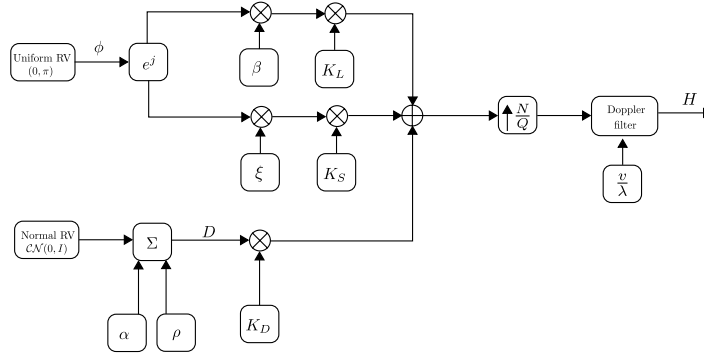 Uniform RV
(0, π)
ϕ
e^j
β
K_L
ξ
K_S
N/Q
Doppler
filter
H
v/λ
Normal RV
𝒞𝒩(0, I)
Σ
D
α
ρ
K_D